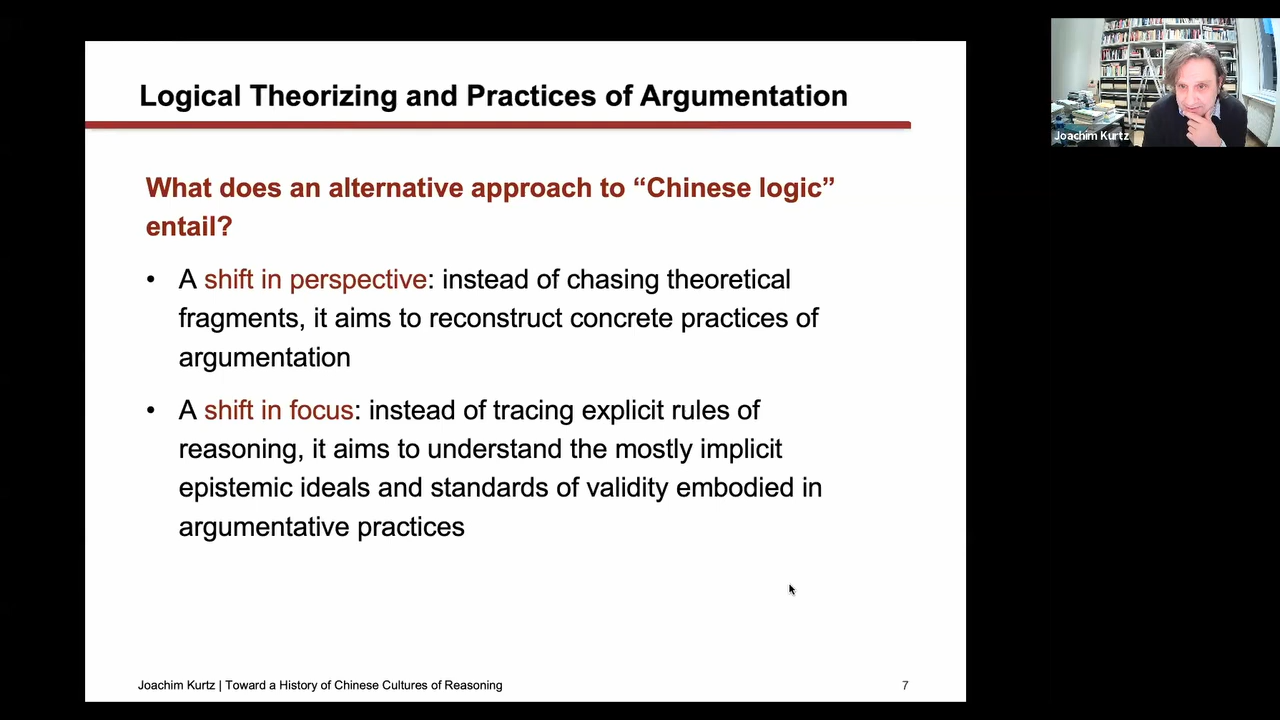 Logical Theorizing and Practices of Argumentation
Joachim Kurtz
What does an alternative approach to “Chinese logic”
entail?
• A shift in perspective: instead of chasing theoretical
fragments, it aims to reconstruct concrete practices of
argumentation
• A shift in focus: instead of tracing explicit rules of
reasoning, it aims to understand the mostly implicit
epistemic ideals and standards of validity embodied in
argumentative practices
Joachim Kurtz | Toward a History of Chinese Cultures of Reasoning
7